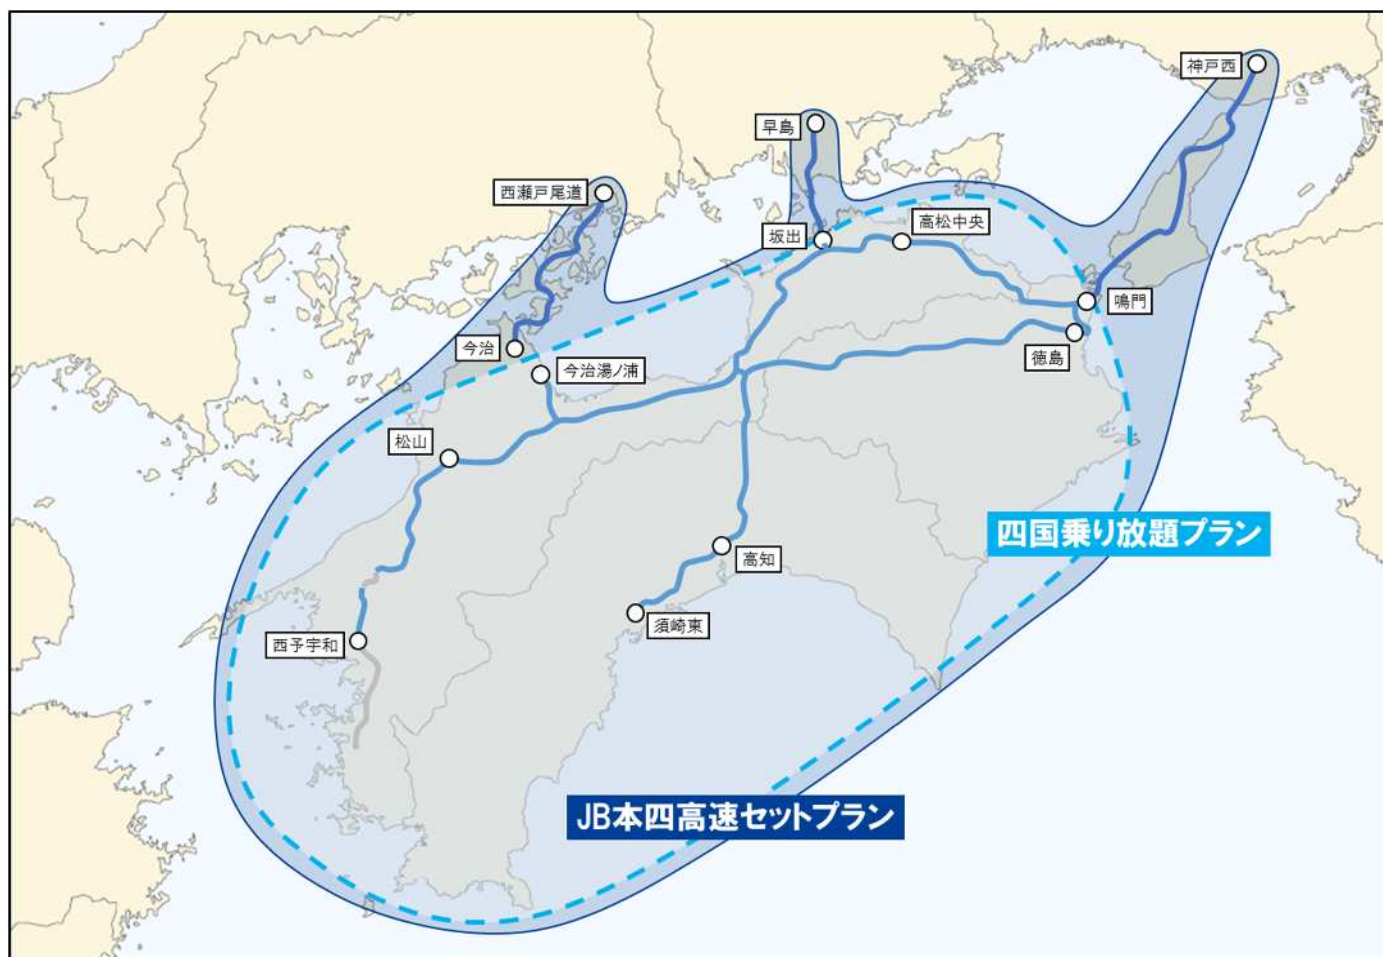 神戸西
早島
西瀬戸尾道
高松中央
坂出
鳴門
徳島
今治
今治湯ノ浦
松山
四国乗り放題プラン
高知
須崎東
西予宇和
JB本四高速セットプラン